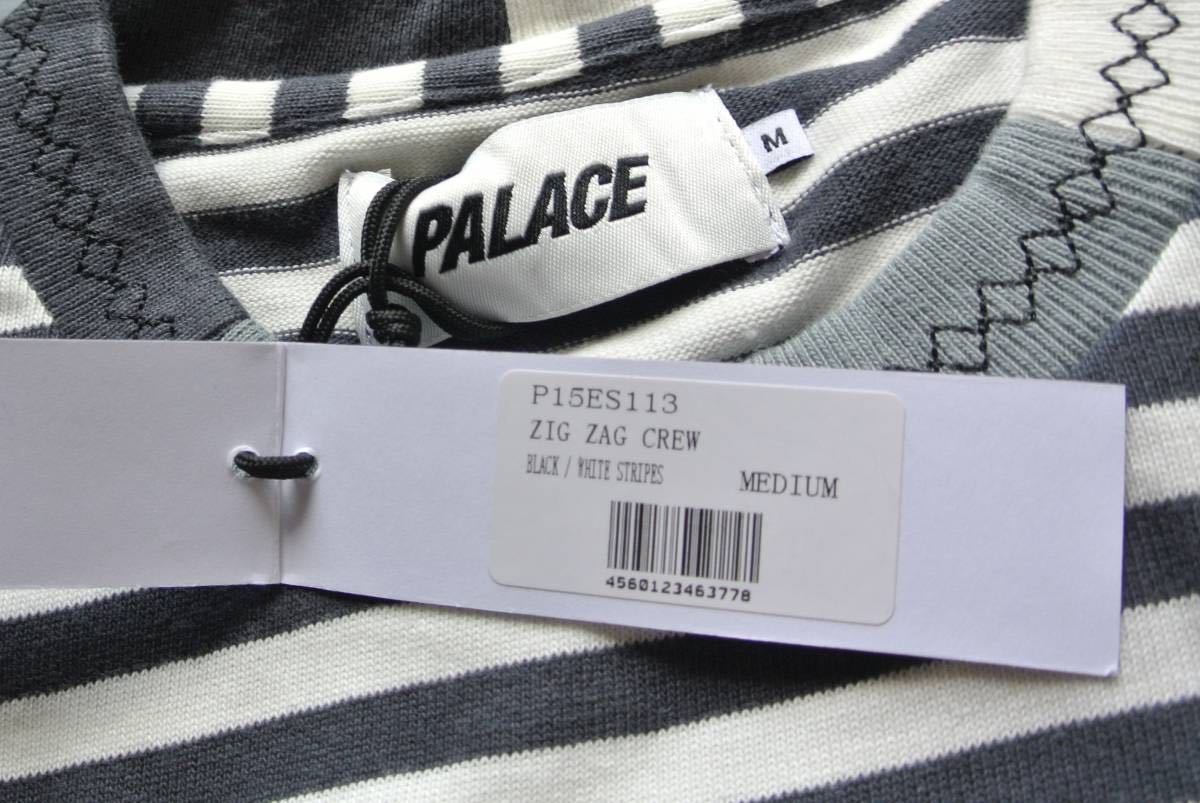 PALACE
M
P15ES113
ZIG ZAG CREW
BLACK / WHITE STRIPES
MEDIUM
4560123463778